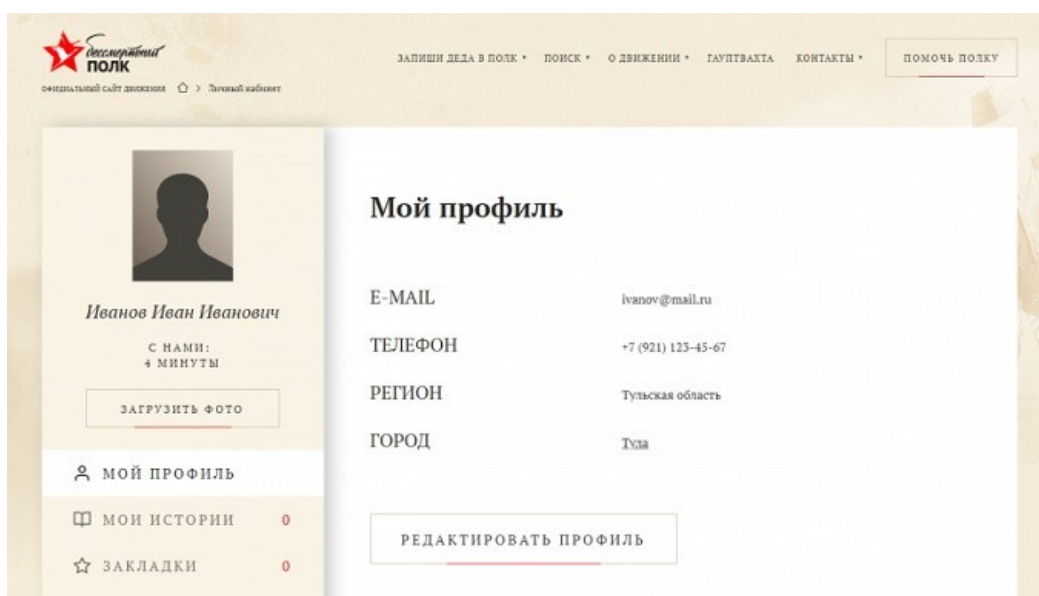 бессмертный
ПОЛК
ОФИЦИАЛЬНЫЙ САЙТ ДВИЖЕНИЯ > Личный кабинет
ЗАПИШИ ДЕДА В ПОЛК ПОИСК О ДВИЖЕНИИ ГАУПТВАХТА КОНТАКТЫ ПОМОЧЬ ПОЛКУ
Иванов Иван Иванович
С НАМИ:
4 МИНУТЫ
ЗАГРУЗИТЬ ФОТО
МОЙ ПРОФИЛЬ
МОИ ИСТОРИИ 0
ЗАКЛАДКИ 0
Мой профиль
E-MAIL ivanov@mail.ru
ТЕЛЕФОН +7 (921) 123-45-67
РЕГИОН Тульская область
ГОРОД Тула
РЕДАКТИРОВАТЬ ПРОФИЛЬ